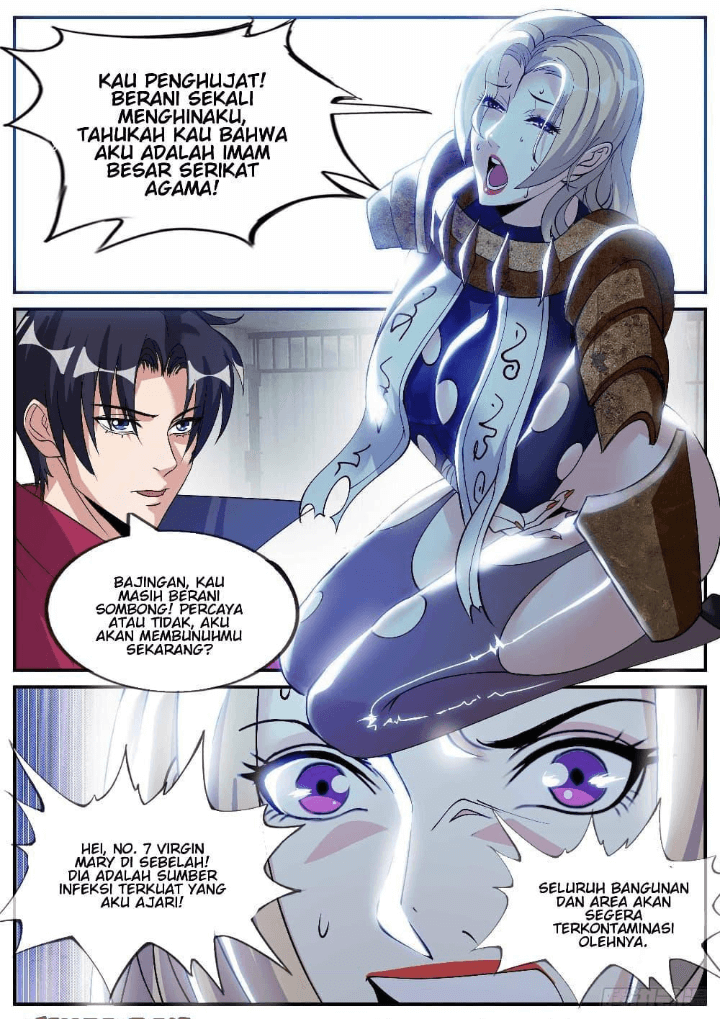 KAU PENGHUJAT!
BERANI SEKALI
MENGHINAKU,
TAHUKAH KAU BAHWA
AKU ADALAH IMAM
BESAR SERIKAT
AGAMA!
BAJINGAN, KAU
MASIH BERANI
SOMBONG! PERCAYA
ATAU TIDAK, AKU
AKAN MEMBUNUHMU
SEKARANG?
HEI, NO. 7 VIRGIN
MARY DI SEBELAH!
DIA ADALAH SUMBER
INFEKSI TERKUAT YANG
AKU AJARI!
SELURUH BANGUNAN
DAN AREA AKAN
SEGERA
TERKONTAMINASI
OLEHNYA.